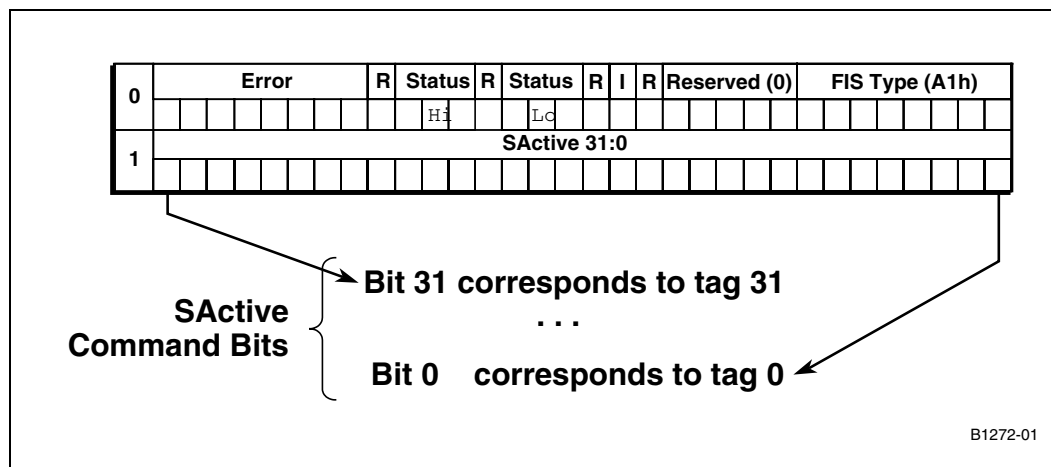 0 Error R Status R Status R I R Reserved (0) FIS Type (A1h)
Hi Lo
1 SActive 31:0
Bit 31 corresponds to tag 31
SActive
. . .
Command Bits
Bit 0 corresponds to tag 0
B1272-01